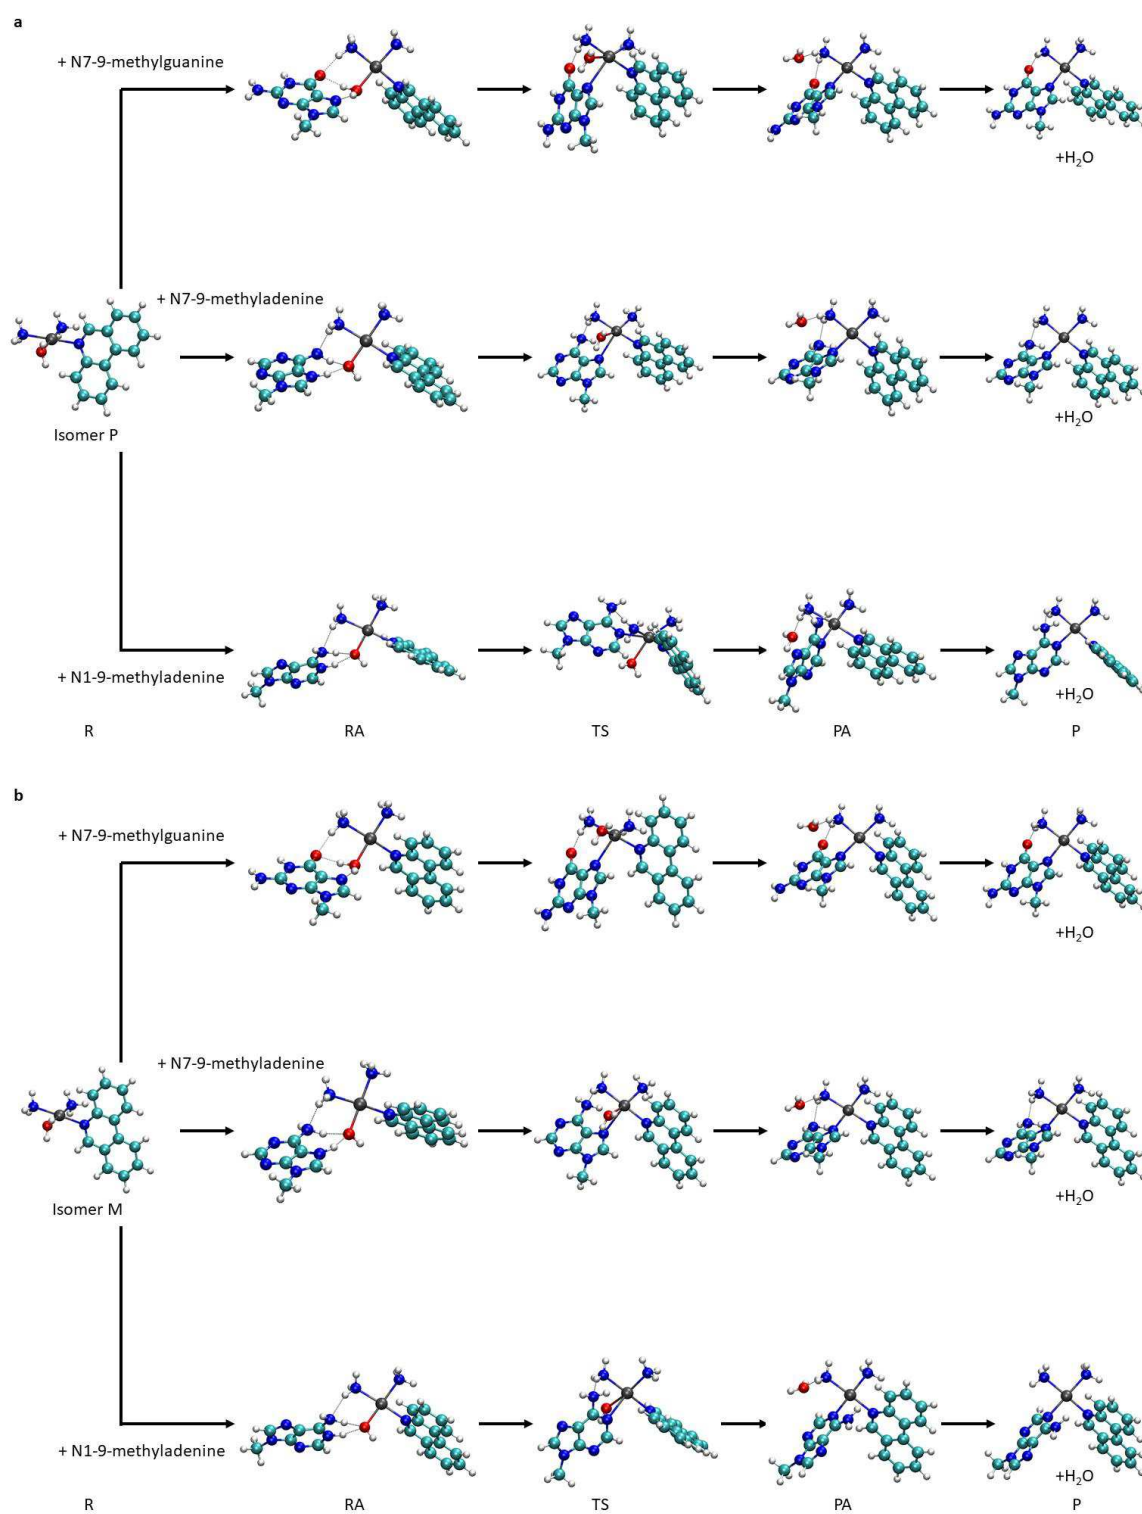 a
+ N7-9-methylguanine
+H₂O
+ N7-9-methyladenine
+H₂O
Isomer P
+ N1-9-methyladenine
+H₂O
R RA TS PA P
b
+ N7-9-methylguanine
+H₂O
+ N7-9-methyladenine
+H₂O
Isomer M
+ N1-9-methyladenine
+H₂O
R RA TS PA P